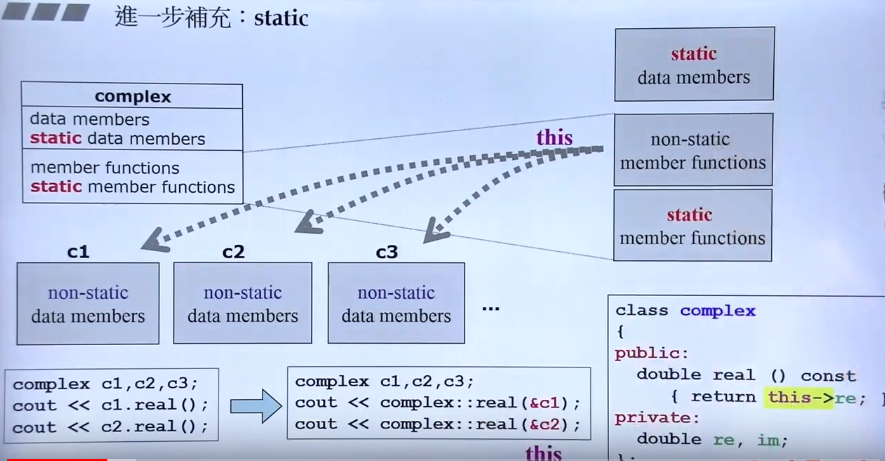 進一步補充：static
complex
data members
static data members
member functions
static member functions
this
static
data members
non-static
member functions
static
member functions
c1
c2
c3
non-static
data members
non-static
data members
non-static
data members
...
complex c1,c2,c3;
cout << c1.real();
cout << c2.real();
complex c1,c2,c3;
cout << complex::real(&c1);
cout << complex::real(&c2);
this
class complex
{
public:
double real () const
{ return this->re; }
private:
double re, im;
};